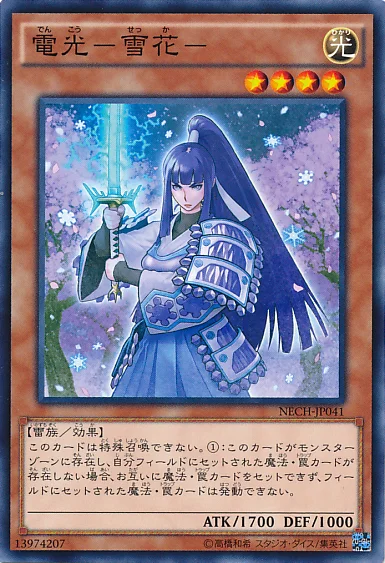 電光－雪花－
光
NECH-JP041
【雷族／効果】
このカードは特殊召喚できない。①：このカードがモンスター
ゾーンに存在し、自分フィールドにセットされた魔法・罠カードが
存在しない場合、お互いに魔法・罠カードをセットできず、フィー
ルドにセットされた魔法・罠カードは発動できない。
ATK/1700 DEF/1000
13974207
©高橋和希 スタジオ・ダイス/集英社